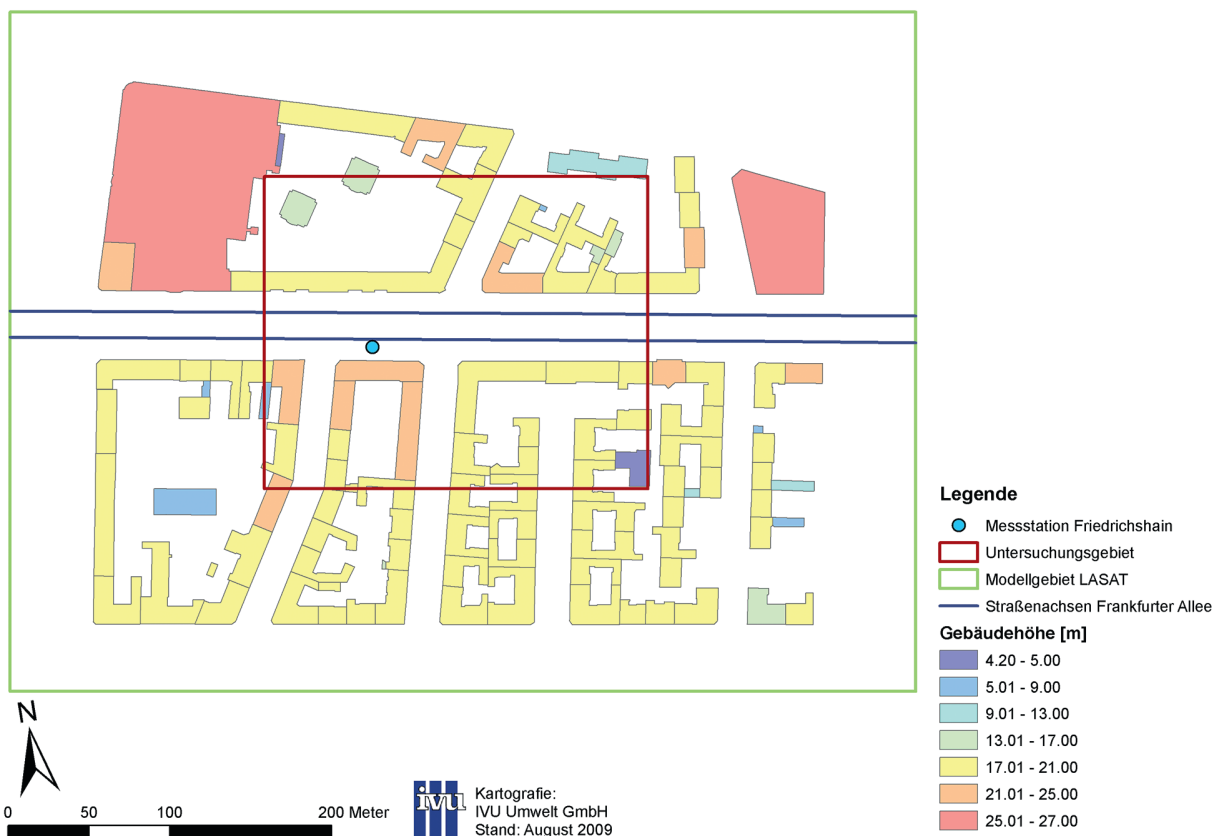 Legende
Messstation Friedrichshain
Untersuchungsgebiet
Modellgebiet LASAT
Straßenachsen Frankfurter Allee
Gebäudehöhe [m]
4.20 - 5.00
5.01 - 9.00
9.01 - 13.00
13.01 - 17.00
17.01 - 21.00
21.01 - 25.00
25.01 - 27.00
N
0 50 100 200 Meter
ivu
Kartografie:
IVU Umwelt GmbH
Stand: August 2009